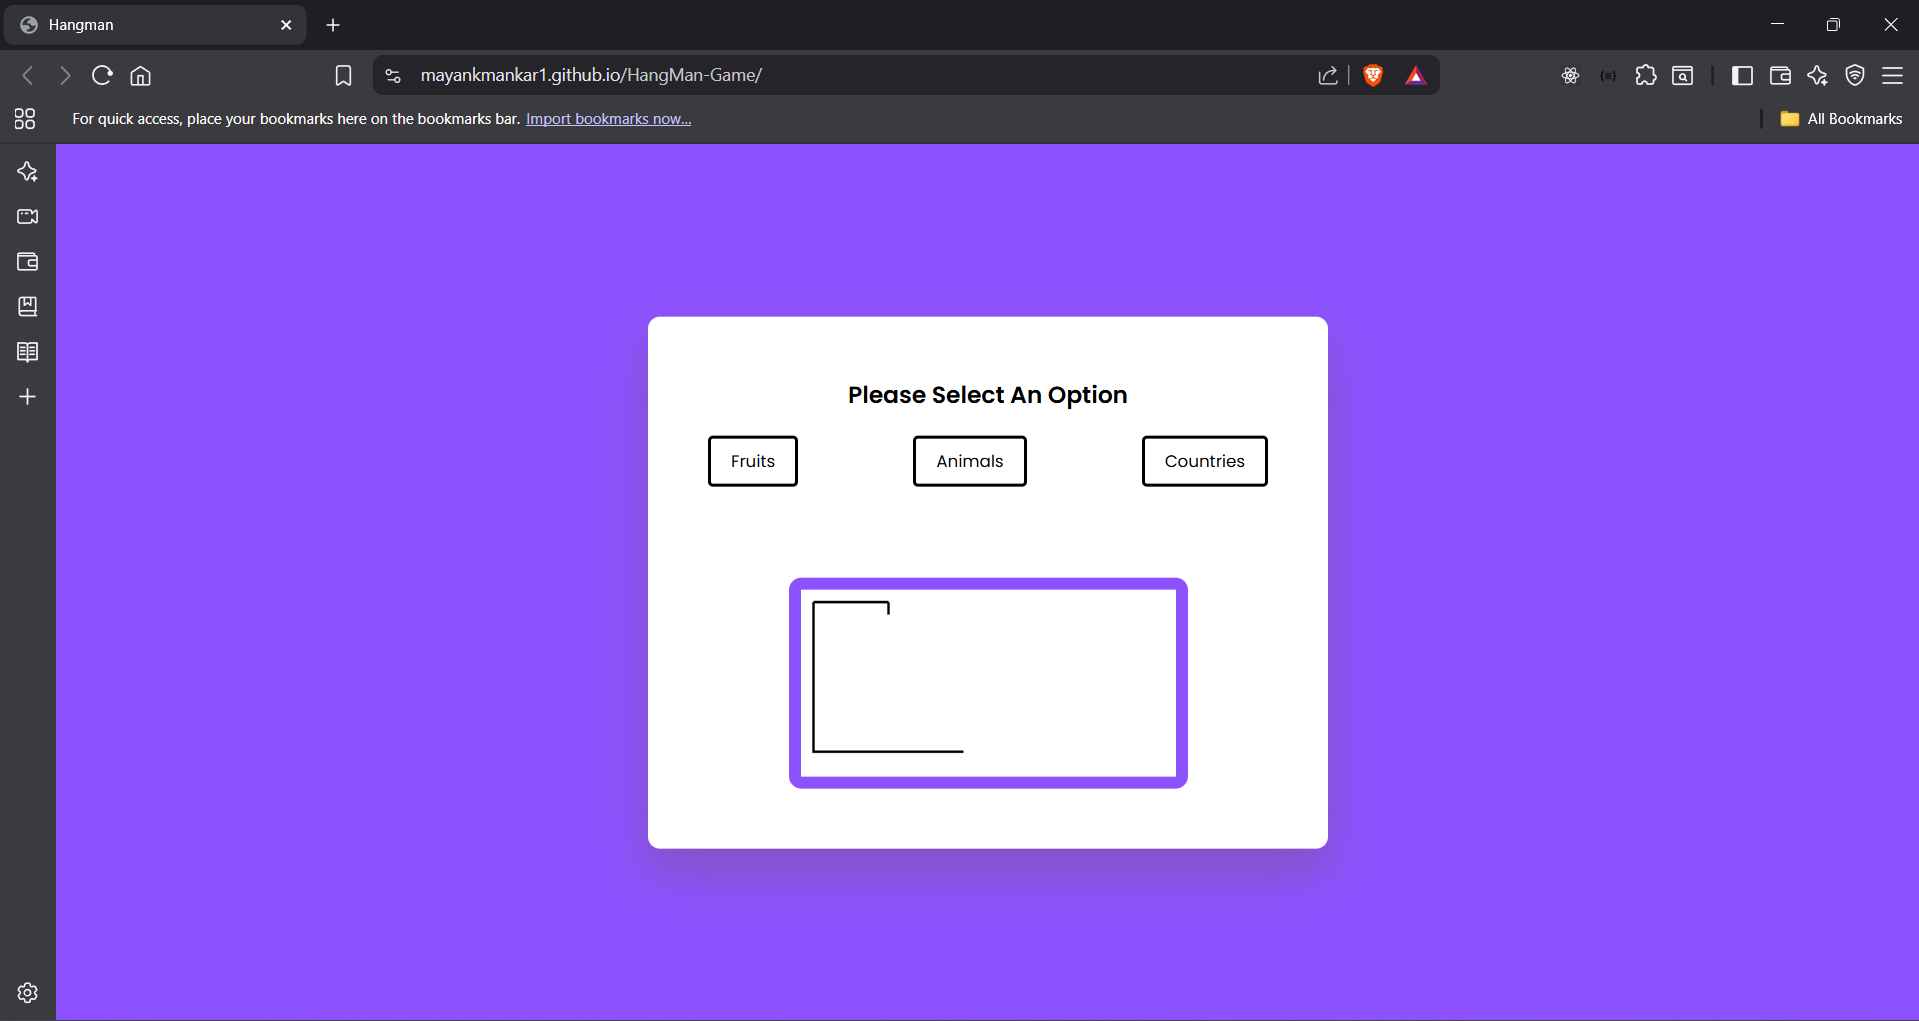 Hangman
mayankmankar1.github.io/HangMan-Game/
For quick access, place your bookmarks here on the bookmarks bar. Import bookmarks now...
All Bookmarks
Please Select An Option
Fruits
Animals
Countries